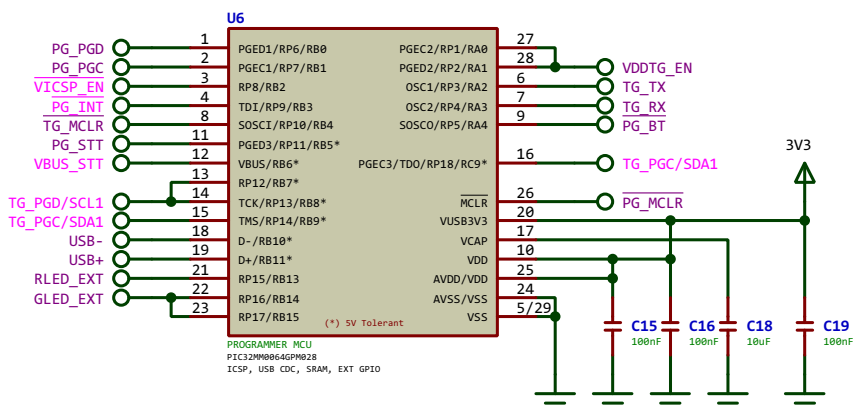 U6
1
PG_PGD
PGED1/RP6/RB0
2
PG_PGC
PGEC1/RP7/RB1
3
VICSP_EN
RP8/RB2
4
PG_INT
TDI/RP9/RB3
8
TG_MCLR
SOSCI/RP10/RB4
11
PG_STT
PGED3/RP11/RB5*
12
VBUS_STT
VBUS/RB6*
13
RP12/RB7*
14
TG_PGD/SCL1
TCK/RP13/RB8*
15
TG_PGC/SDA1
TMS/RP14/RB9*
18
USB-
D-/RB10*
19
USB+
D+/RB11*
21
RLED_EXT
RP15/RB13
22
GLED_EXT
RP16/RB14
23
RP17/RB15
27
PGEC2/RP1/RA0
28
PGED2/RP2/RA1
VDDTG_EN
6
OSC1/RP3/RA2
TG_TX
7
OSC2/RP4/RA3
TG_RX
9
SOSCO/RP5/RA4
PG_BT
16
PGEC3/TDO/RP18/RC9*
TG_PGC/SDA1
26
MCLR
PG_MCLR
20
VUSB3V3
17
VCAP
10
VDD
25
AVDD/VDD
24
AVSS/VSS
5/29
VSS
(*) 5V Tolerant
3V3
C15
100nF
C16
100nF
C18
10uF
C19
100nF
PROGRAMMER MCU
PIC32MM0064GPM028
ICSP, USB CDC, SRAM, EXT GPIO